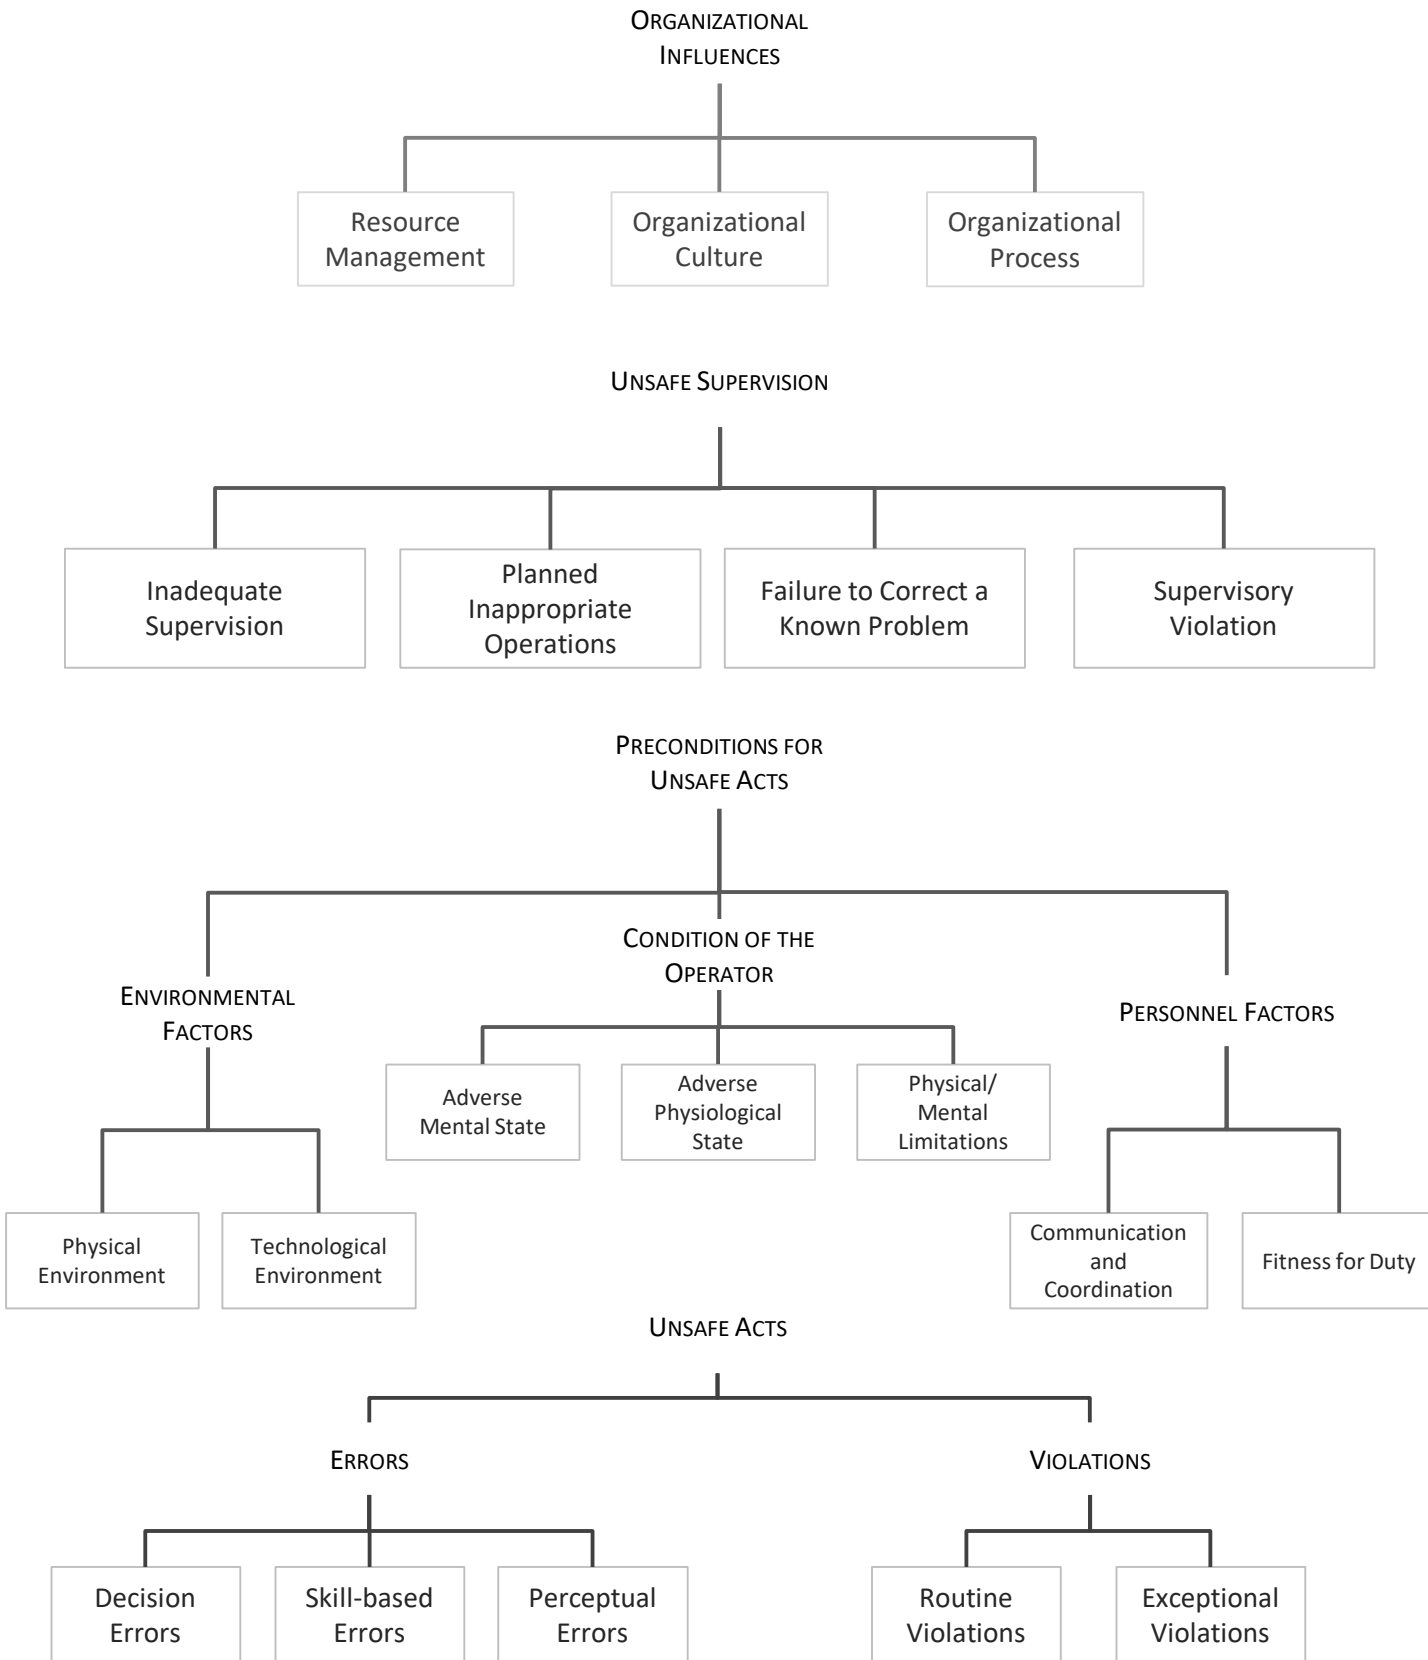 ORGANIZATIONAL
INFLUENCES
Resource
Management
Organizational
Culture
Organizational
Process
UNSAFE SUPERVISION
Inadequate
Supervision
Planned
Inappropriate
Operations
Failure to Correct a
Known Problem
Supervisory
Violation
PRECONDITIONS FOR
UNSAFE ACTS
ENVIRONMENTAL
FACTORS
CONDITION OF THE
OPERATOR
PERSONNEL FACTORS
Adverse
Mental State
Adverse
Physiological
State
Physical/
Mental
Limitations
Physical
Environment
Technological
Environment
Communication
and
Coordination
Fitness for Duty
UNSAFE ACTS
ERRORS
VIOLATIONS
Decision
Errors
Skill-based
Errors
Perceptual
Errors
Routine
Violations
Exceptional
Violations